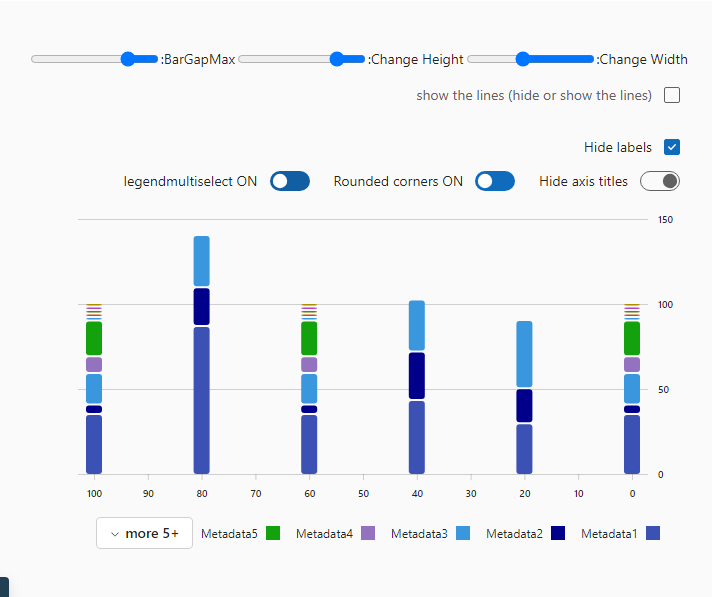 :BarGapMax :Change Height :Change Width
show the lines (hide or show the lines)
Hide labels
legendmultiselect ON Rounded corners ON Hide axis titles
150
100
50
0
100 90 80 70 60 50 40 30 20 10 0
more 5+ Metadata5 Metadata4 Metadata3 Metadata2 Metadata1